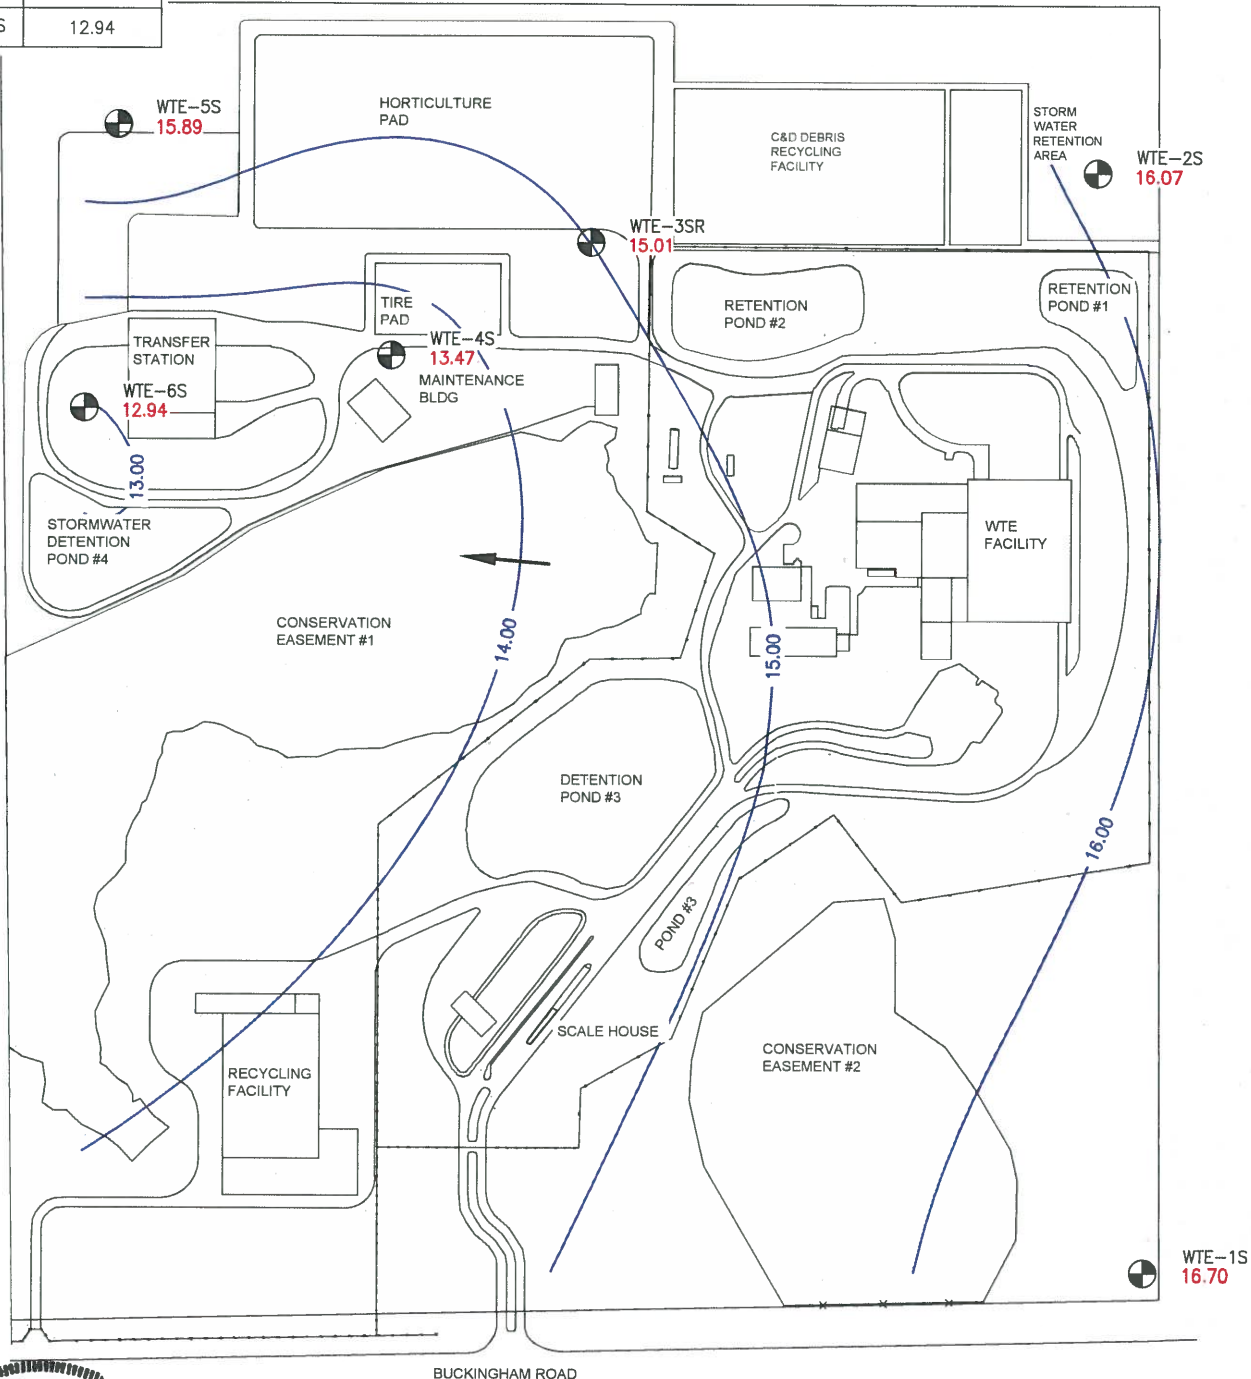 S 12.94
WTE-5S
15.89
HORTICULTURE
PAD
C&D DEBRIS
RECYCLING
FACILITY
STORM
WATER
RETENTION
AREA
WTE-2S
16.07
WTE-3SR
15.01
RETENTION
POND #2
RETENTION
POND #1
TIRE
PAD
TRANSFER
STATION
WTE-4S
13.47
MAINTENANCE
BLDG
WTE-6S
12.94
13.00
STORMWATER
DETENTION
POND #4
WTE
FACILITY
CONSERVATION
EASEMENT #1
14.00
15.00
DETENTION
POND #3
16.00
POND #3
SCALE HOUSE
CONSERVATION
EASEMENT #2
RECYCLING
FACILITY
WTE-1S
16.70
BUCKINGHAM ROAD